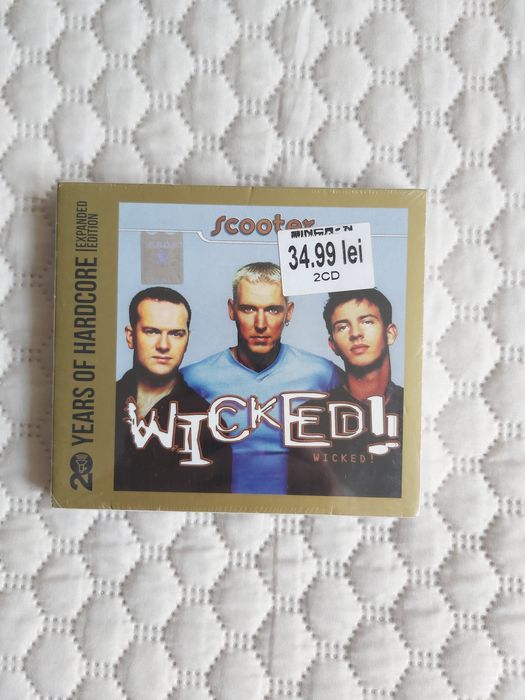 20 YEARS OF HARDCORE
EXPANDED
EDITION
scooter
34.99 lei
2CD
WICKED!
WICKED!